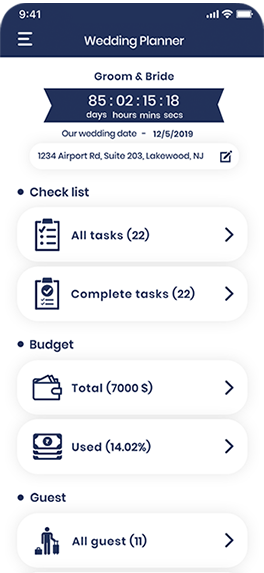 9:41
Wedding Planner
Groom & Bride
85 : 02 : 15 : 18
days hours mins secs
Our wedding date - 12/5/2019
1234 Airport Rd, Suite 203, Lakewood, NJ
Check list
All tasks (22)
Complete tasks (22)
Budget
Total (7000 $)
Used (14.02%)
Guest
All guest (11)